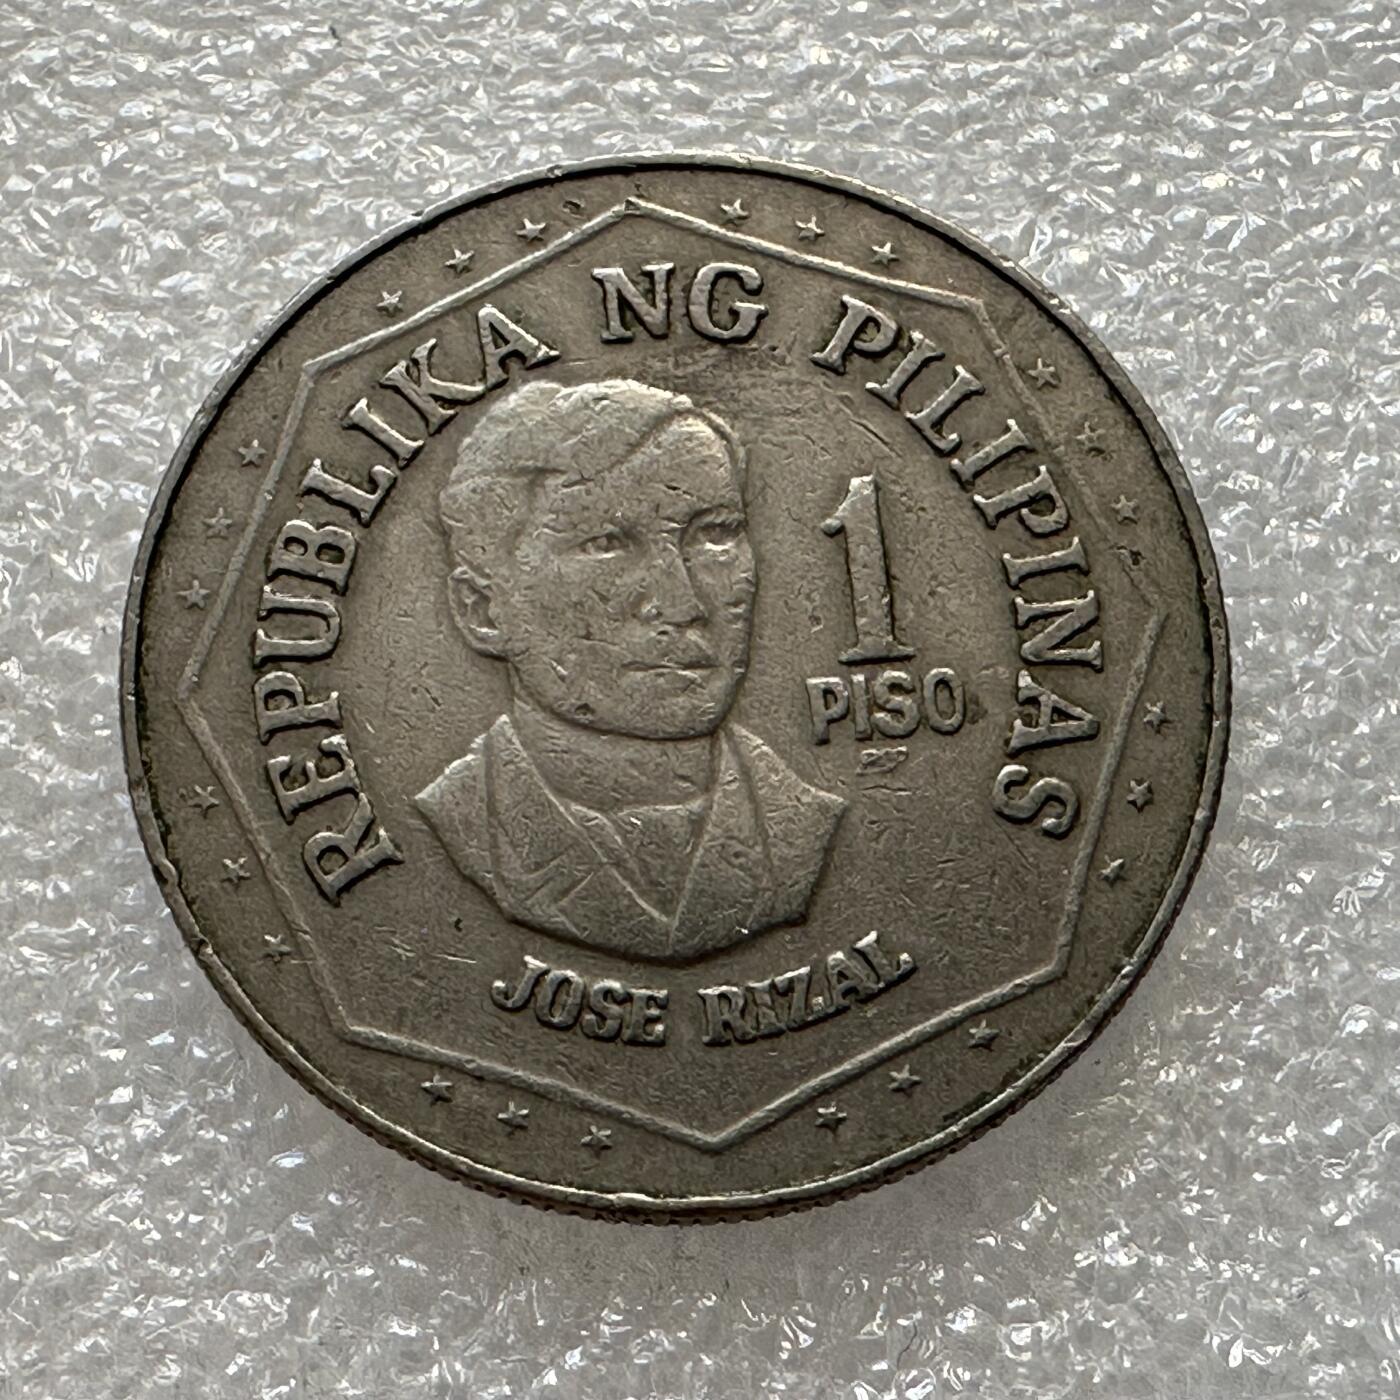 REPUBLIKA NG PILIPINAS
1
PISO
JOSE RIZAL